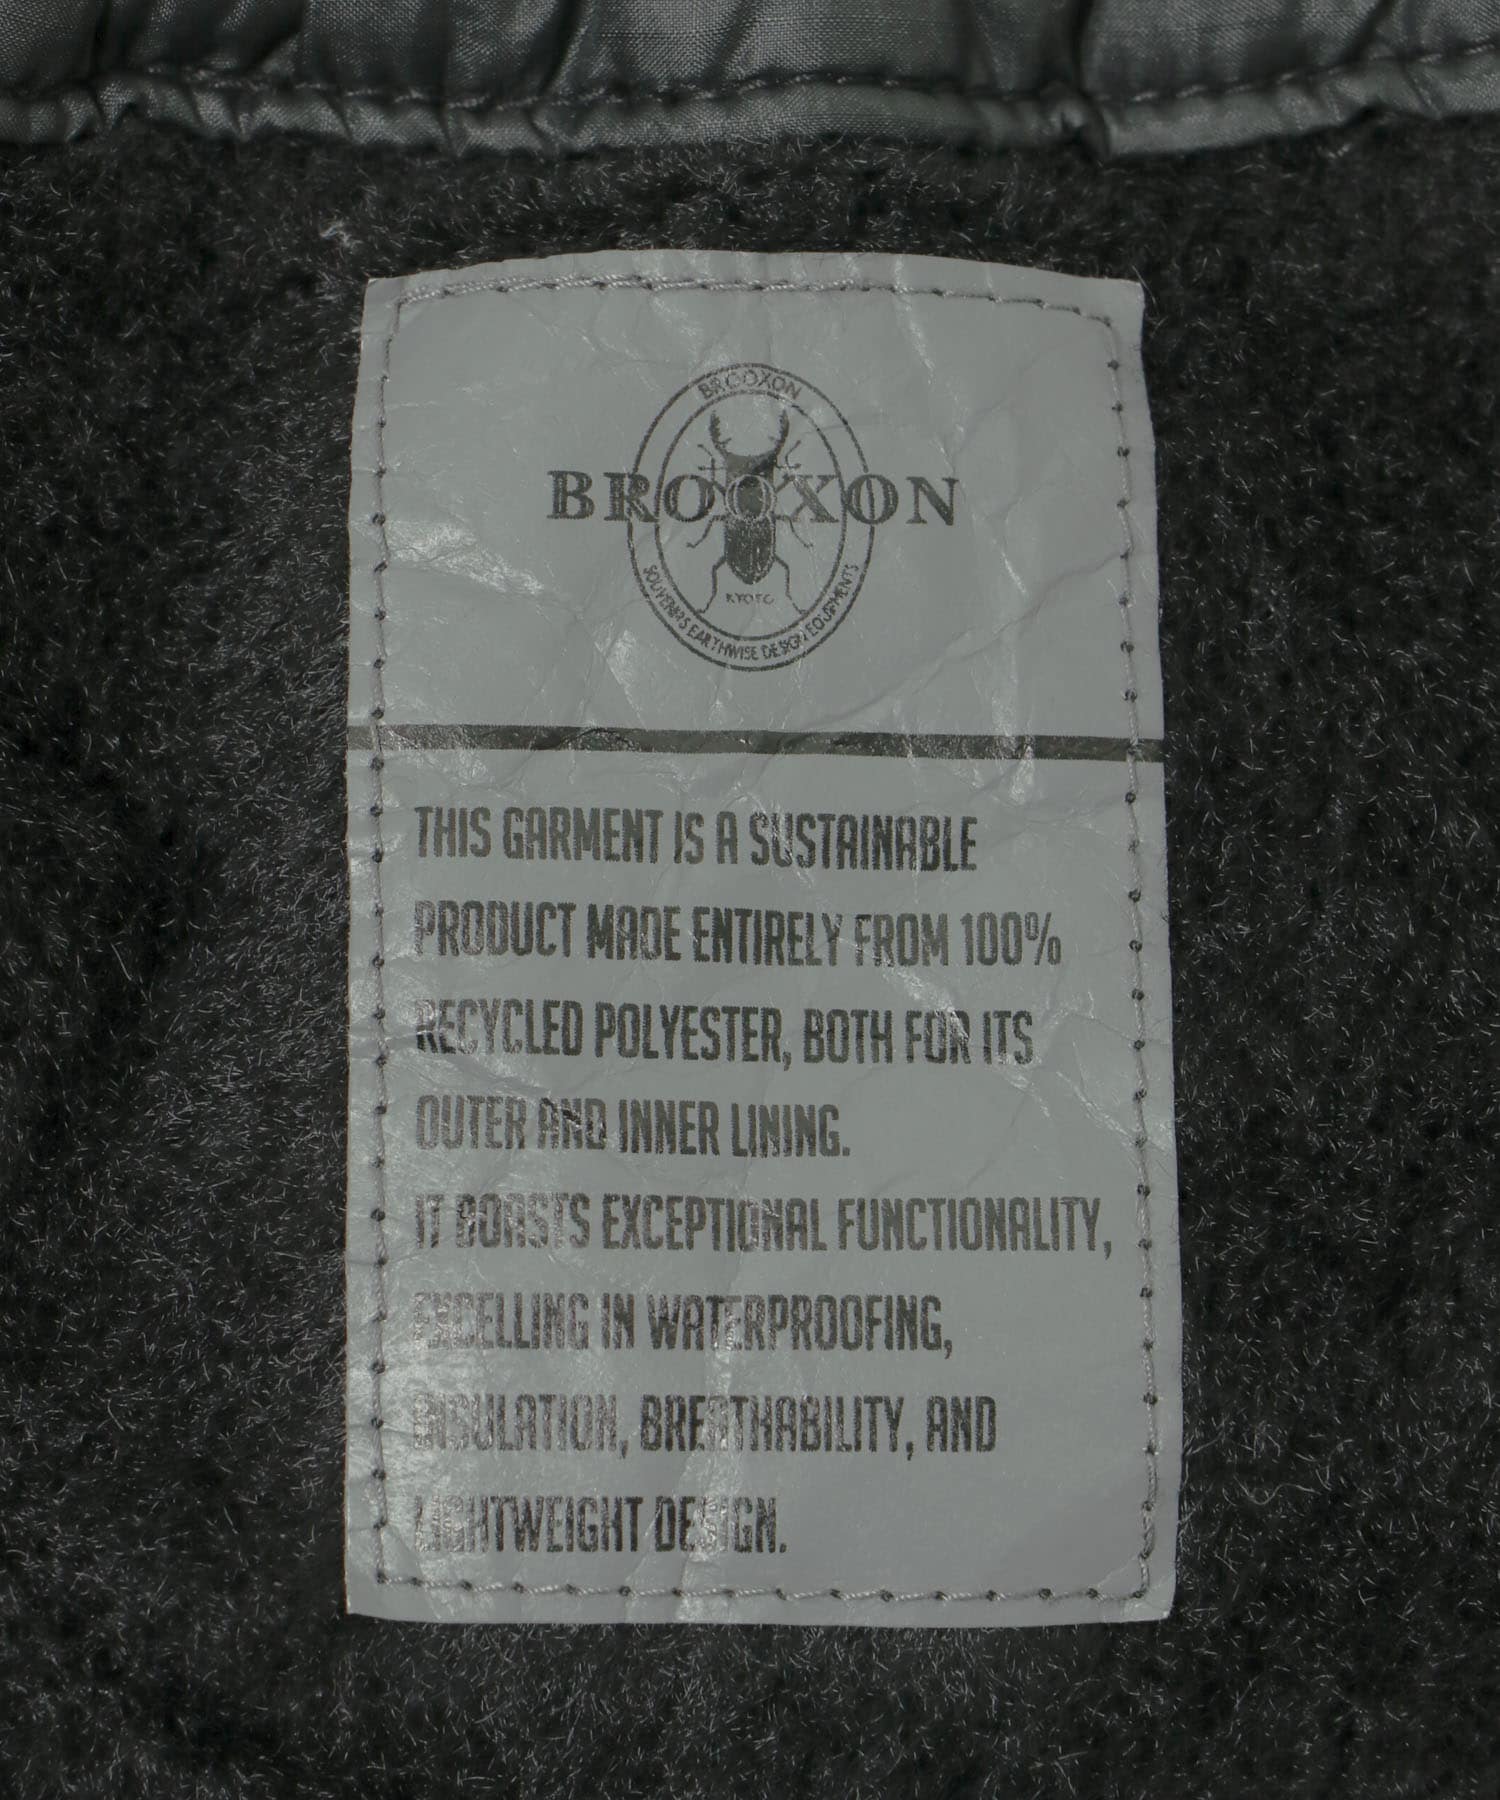 BROOXON
BROOXON
SOUVENIRS EARTHWISE DESIGN EQUIPMENTS
THIS GARMENT IS A SUSTAINABLE
PRODUCT MADE ENTIRELY FROM 100%
RECYCLED POLYESTER, BOTH FOR ITS
OUTER AND INNER LINING.
IT BOASTS EXCEPTIONAL FUNCTIONALITY,
EXCELLING IN WATERPROOFING,
INSULATION, BREATHABILITY, AND
LIGHTWEIGHT DESIGN.